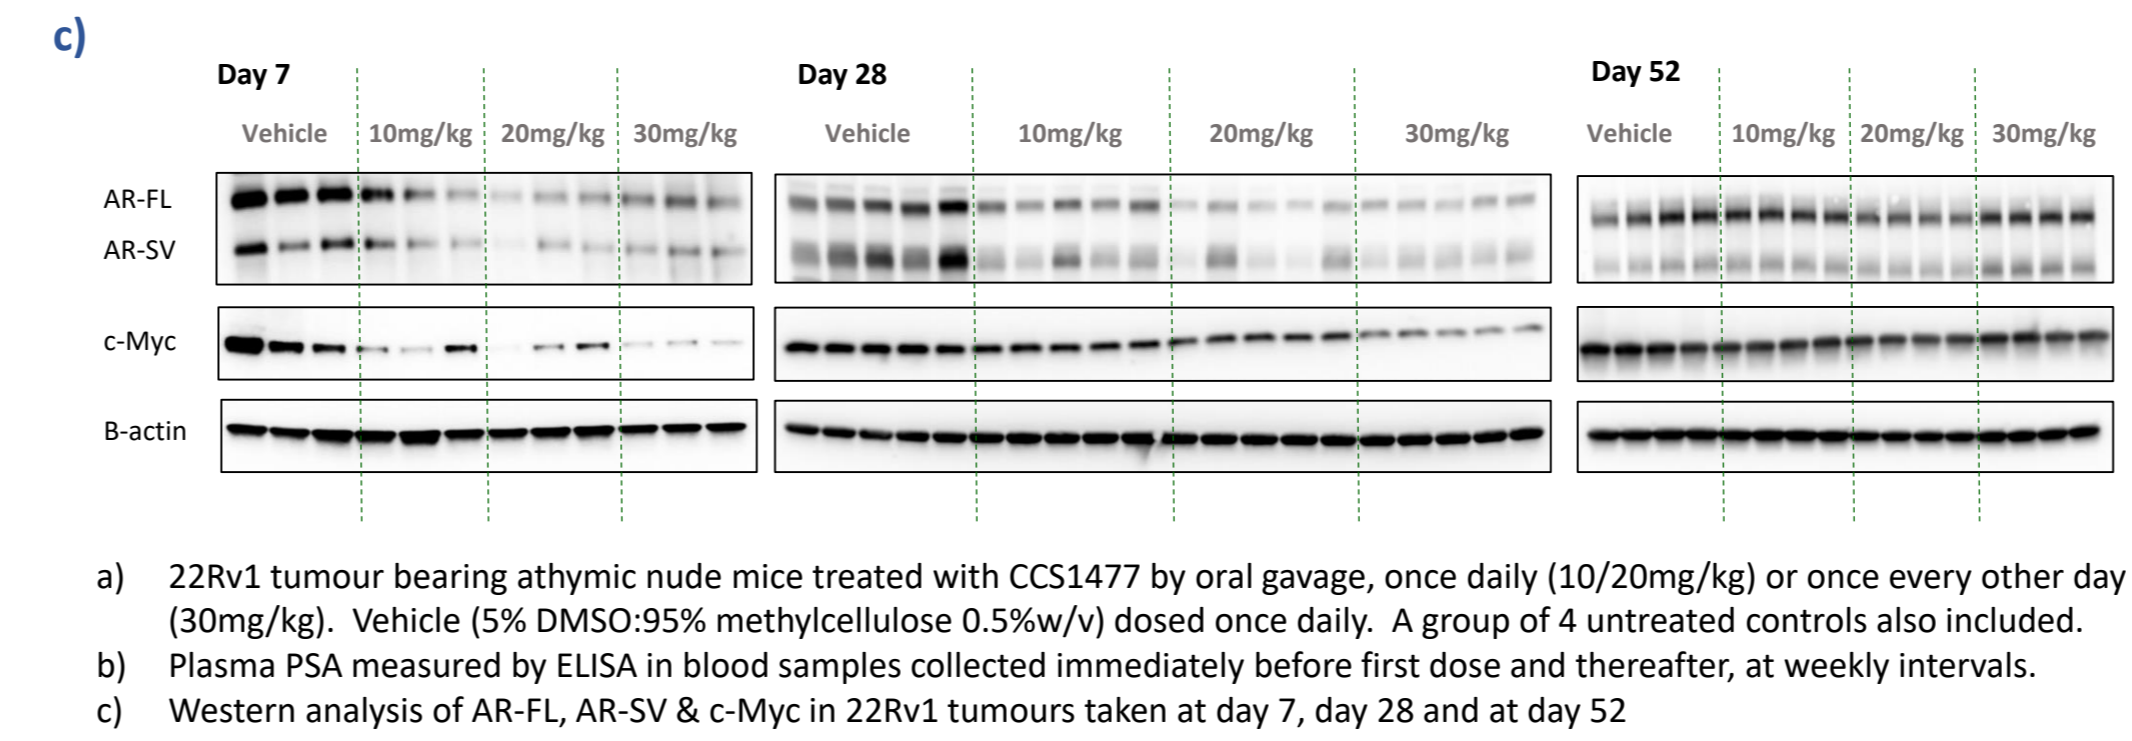 c)
Day 7 Day 28 Day 52
Vehicle 10mg/kg 20mg/kg 30mg/kg Vehicle 10mg/kg 20mg/kg 30mg/kg Vehicle 10mg/kg 20mg/kg 30mg/kg
AR-FL
AR-SV
c-Myc
B-actin
a) 22Rv1 tumour bearing athymic nude mice treated with CCS1477 by oral gavage, once daily (10/20mg/kg) or once every other day
(30mg/kg). Vehicle (5% DMSO:95% methylcellulose 0.5%w/v) dosed once daily. A group of 4 untreated controls also included.
b) Plasma PSA measured by ELISA in blood samples collected immediately before first dose and thereafter, at weekly intervals.
c) Western analysis of AR-FL, AR-SV & c-Myc in 22Rv1 tumours taken at day 7, day 28 and at day 52